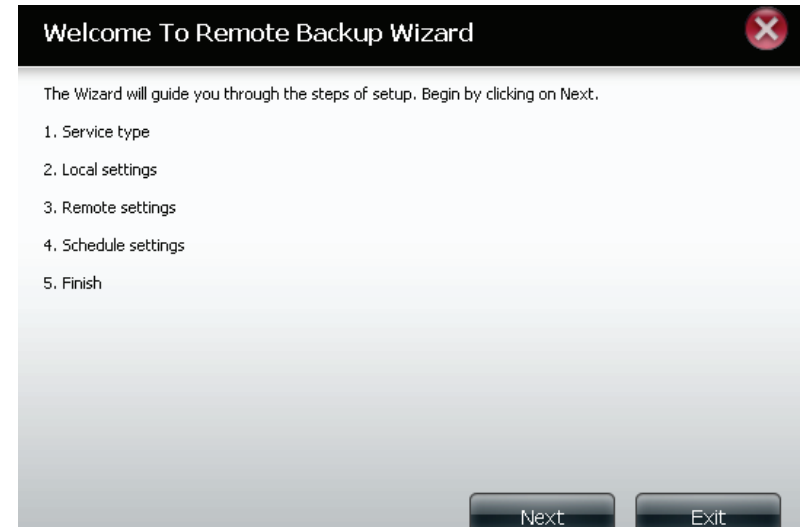 Welcome To Remote Backup Wizard
The Wizard will guide you through the steps of setup. Begin by clicking on Next.
1. Service type
2. Local settings
3. Remote settings
4. Schedule settings
5. Finish
Next Exit